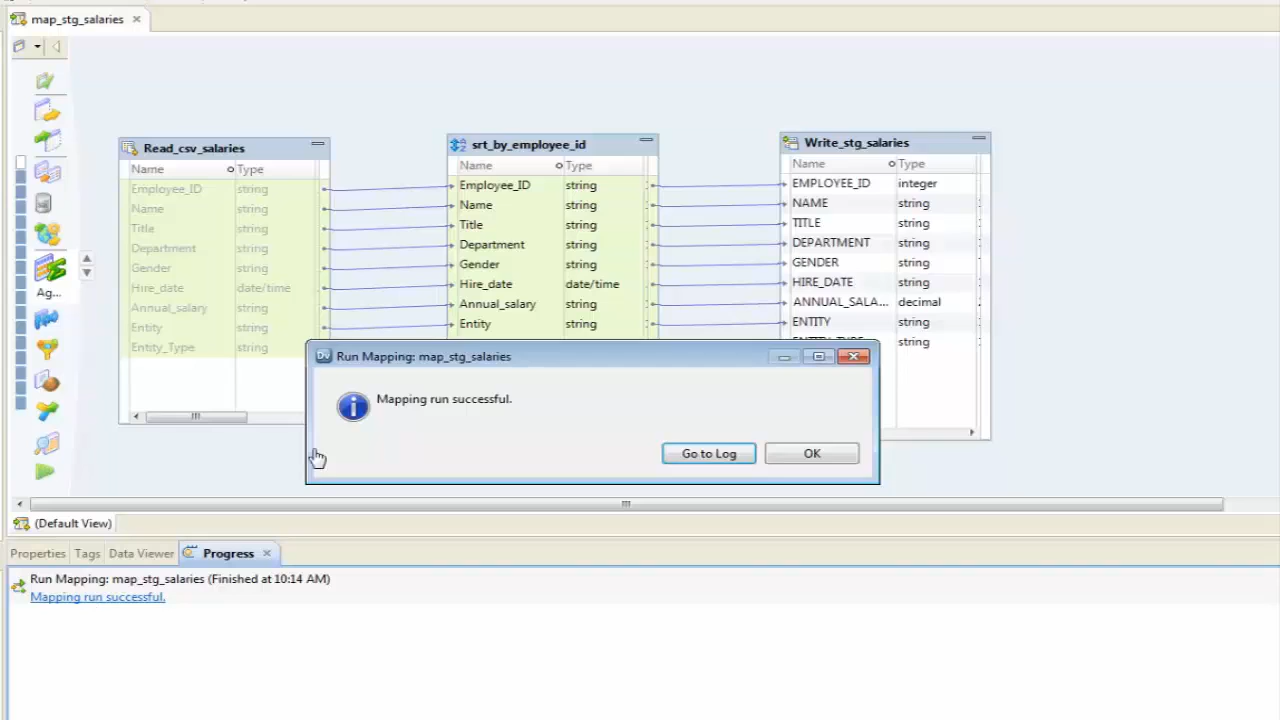 map_stg_salaries
Read_csv_salaries
Name Type
Employee_ID string
Name string
Title string
Department string
Gender string
Hire_date date/time
Annual_salary string
Entity string
Entity_Type string
srt_by_employee_id
Name Type
Employee_ID string
Name string
Title string
Department string
Gender string
Hire_date date/time
Annual_salary string
Entity string
Write_stg_salaries
Name Type
EMPLOYEE_ID integer
NAME string
TITLE string
DEPARTMENT string
GENDER string
HIRE_DATE string
ANNUAL_SALA... decimal
ENTITY string
string
Ag...
Dv Run Mapping: map_stg_salaries
Mapping run successful.
Go to Log OK
(Default View)
Properties Tags Data Viewer Progress
Run Mapping: map_stg_salaries (Finished at 10:14 AM)
Mapping run successful.